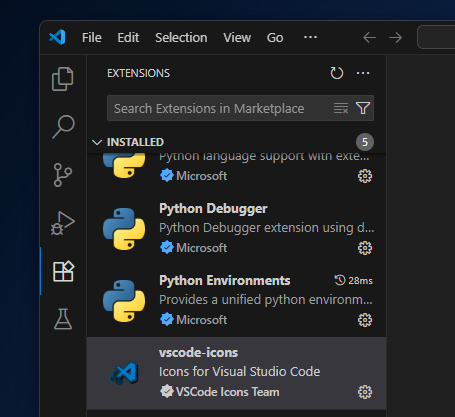 File Edit Selection View Go ···
EXTENSIONS ···
Search Extensions in Marketplace
INSTALLED 5
Python language support with exte...
Microsoft
Python Debugger
Python Debugger extension using d...
Microsoft
Python Environments 28ms
Provides a unified python environm...
Microsoft
vscode-icons
Icons for Visual Studio Code
VSCode Icons Team